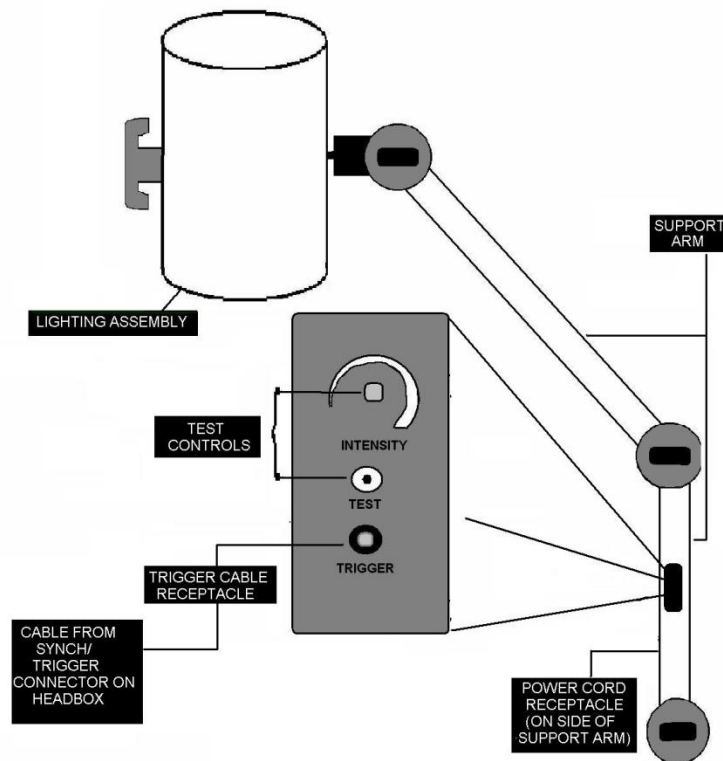 SUPPORT
ARM
LIGHTING ASSEMBLY
TEST
CONTROLS
INTENSITY
TEST
TRIGGER
TRIGGER CABLE
RECEPTACLE
CABLE FROM
SYNCH/
TRIGGER
CONNECTOR ON
HEADBOX
POWER CORD
RECEPTACLE
(ON SIDE OF
SUPPORT ARM)